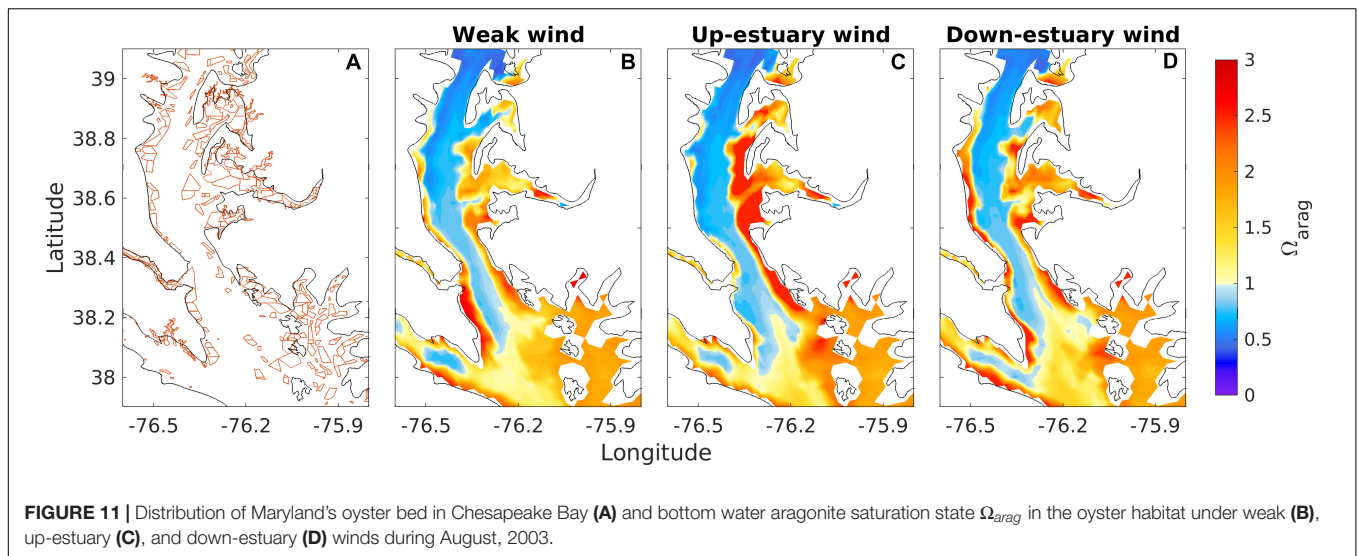 Weak wind
Up-estuary wind
Down-estuary wind
A
B
C
D
39
38.8
38.6
38.4
38.2
38
Latitude
-76.5
-76.2
-75.9
-76.5
-76.2
-75.9
-76.5
-76.2
-75.9
-76.5
-76.2
-75.9
Longitude
3
2.5
2
1.5
1
0.5
0
Ωarag
FIGURE 11 | Distribution of Maryland's oyster bed in Chesapeake Bay (A) and bottom water aragonite saturation state Ωarag in the oyster habitat under weak (B),
up-estuary (C), and down-estuary (D) winds during August, 2003.